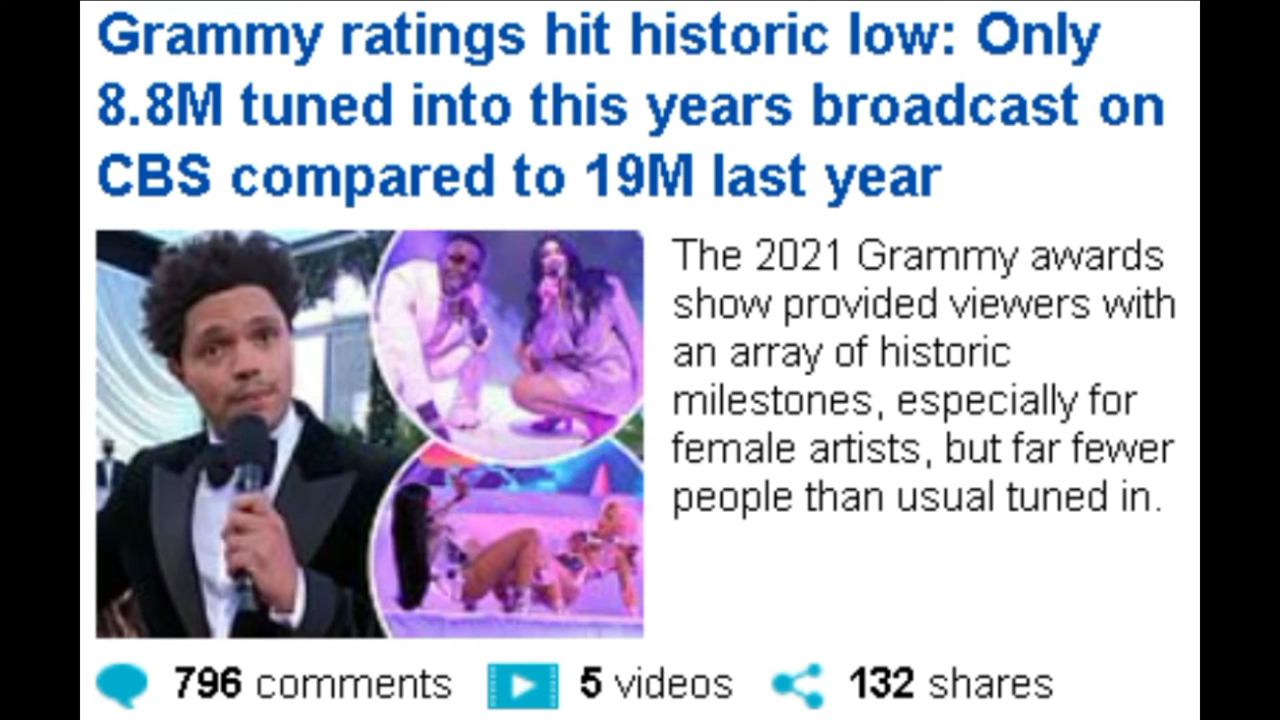 Grammy ratings hit historic low: Only
8.8M tuned into this years broadcast on
CBS compared to 19M last year
The 2021 Grammy awards
show provided viewers with
an array of historic
milestones, especially for
female artists, but far fewer
people than usual tuned in.
796 comments 5 videos 132 shares